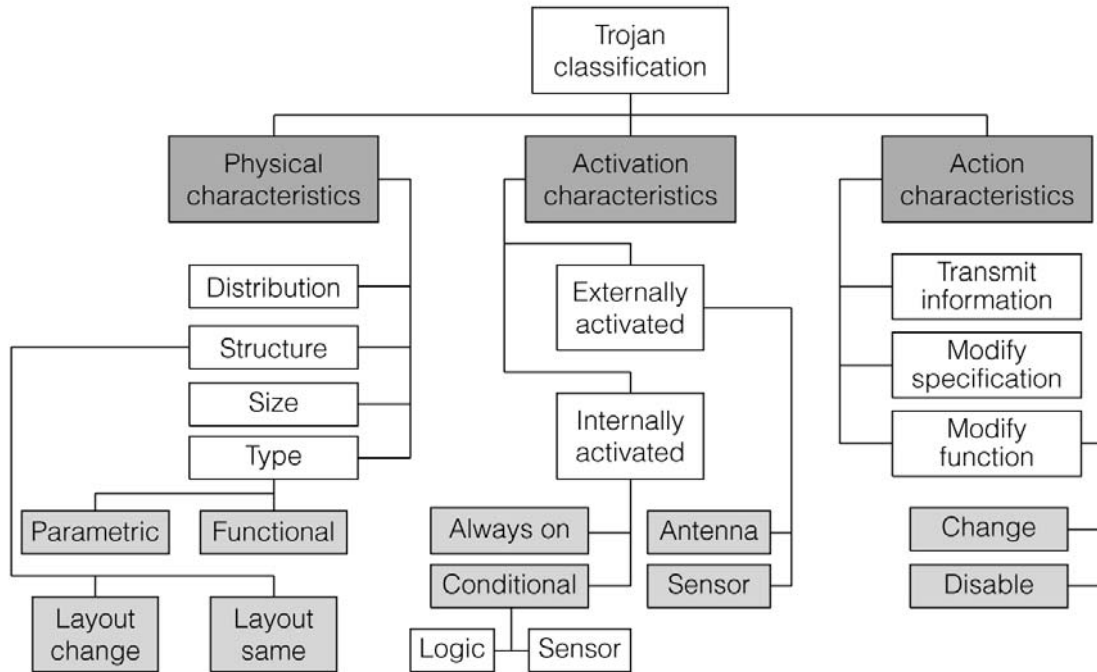 Trojan
classification
Physical
characteristics
Activation
characteristics
Action
characteristics
Distribution
Structure
Size
Type
Parametric
Functional
Layout
change
Layout
same
Externally
activated
Internally
activated
Always on
Conditional
Logic
Sensor
Antenna
Sensor
Transmit
information
Modify
specification
Modify
function
Change
Disable